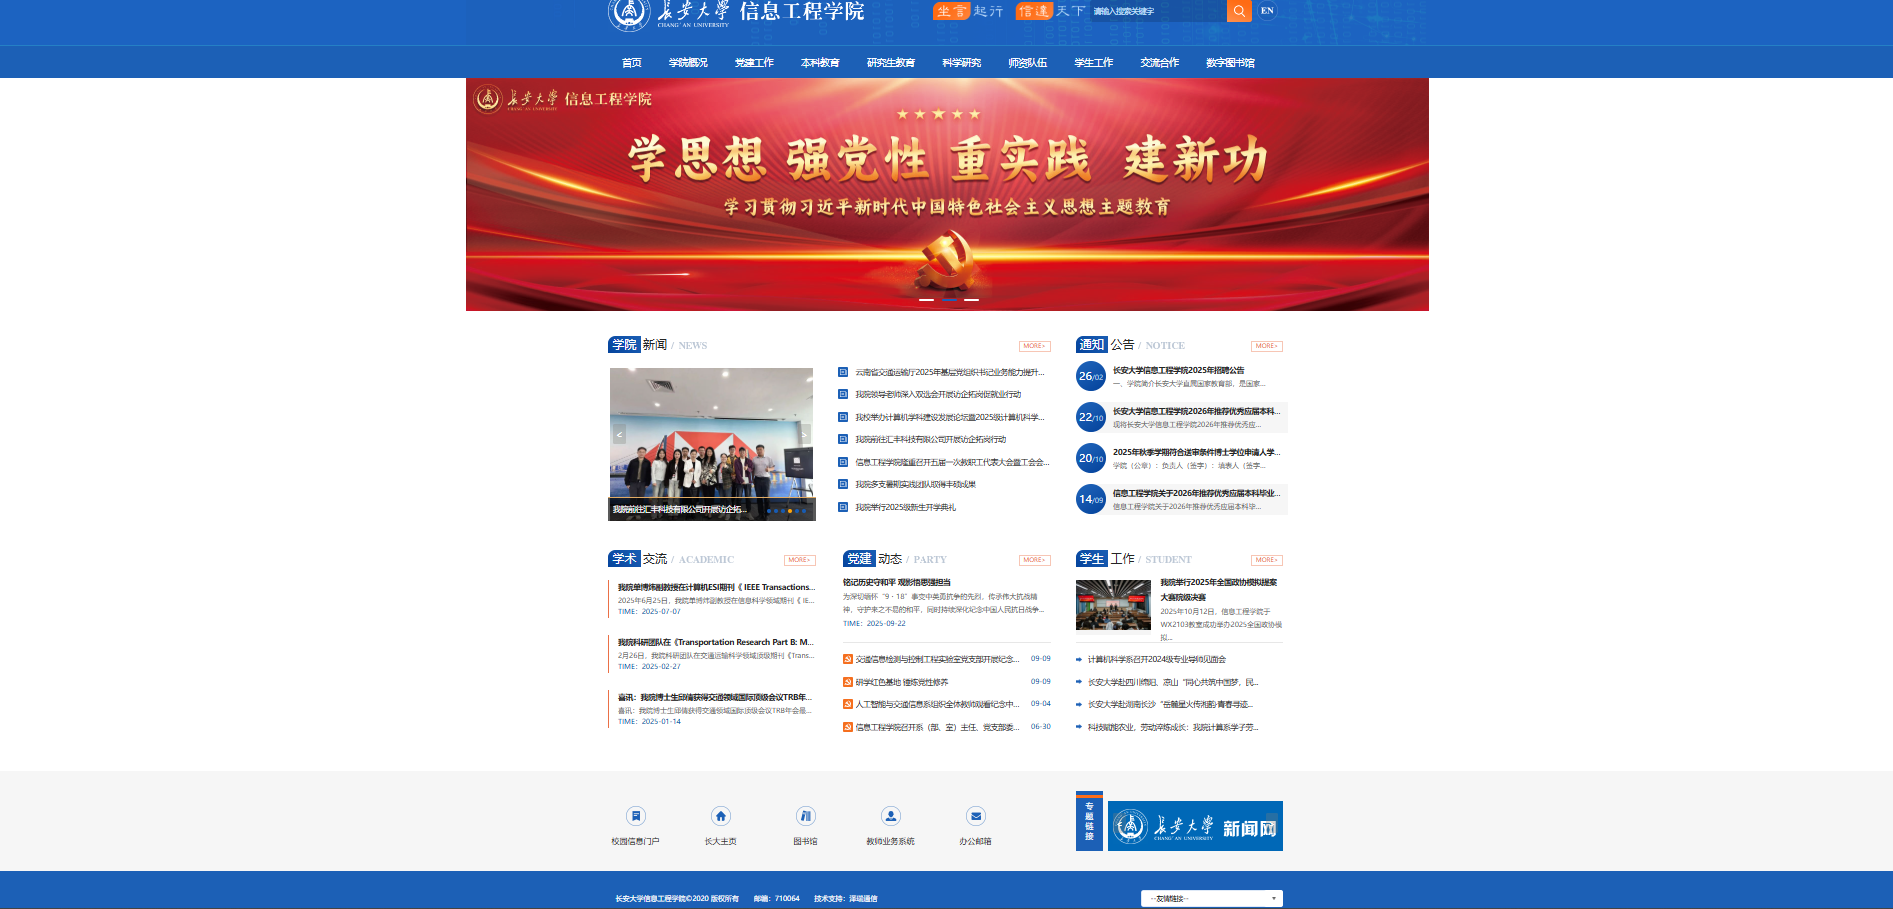 长安大学 信息工程学院
CHANG'AN UNIVERSITY
坐言起行 信达天下
请输入搜索关键字
EN
首页 学院概况 党建工作 本科教育 研究生教育 科学研究 师资队伍 学生工作 交流合作 数字图书馆
长安大学 信息工程学院
CHANG'AN UNIVERSITY
学思想 强党性 重实践 建新功
学习贯彻习近平新时代中国特色社会主义思想主题教育
学院 新闻 / NEWS
MORE>
我院前往汇丰科技有限公司开展访企拓...
云南省交通运输厅2025年基层党组织书记业务能力提升...
我院领导老师深入双选会开展访企拓岗促就业行动
我校举办计算机学科建设发展论坛暨2025级计算机科学...
我院前往汇丰科技有限公司开展访企拓岗行动
信息工程学院隆重召开五届一次教职工代表大会暨工会会...
我院多支暑期实践团队取得丰硕成果
我院举行2025级新生开学典礼
通知 公告 / NOTICE
MORE>
26/02
长安大学信息工程学院2025年招聘公告
一、学院简介长安大学直属国家教育部，是国家...
22/10
长安大学信息工程学院2026年推荐优秀应届本科...
现将长安大学信息工程学院2026年推荐优秀应...
20/10
2025年秋季学期符合送审条件博士学位申请人学...
学院（公章）：负责人（签字）：填表人（签字...
14/09
信息工程学院关于2026年推荐优秀应届本科毕业...
信息工程学院关于2026年推荐优秀应届本科毕...
学术 交流 / ACADEMIC
MORE>
我院单博炜副教授在计算机ESI期刊《 IEEE Transactions...
2025年6月25日，我院单博炜副教授在信息科学领域期刊《 IE...
TIME：2025-07-07
我院科研团队在《Transportation Research Part B: M...
2月26日，我院科研团队在交通运输科学领域顶级期刊《Trans...
TIME：2025-02-27
喜讯：我院博士生邱倩获得交通领域国际顶级会议TRB年...
喜讯：我院博士生邱倩获得交通领域国际顶级会议TRB年会最...
TIME：2025-01-14
党建 动态 / PARTY
MORE>
铭记历史守和平 观影悟思强担当
为深切缅怀“9・18”事变中英勇抗争的先烈，传承伟大抗战精
神，守护来之不易的和平，同时持续深化纪念中国人民抗日战争...
TIME：2025-09-22
交通信息检测与控制工程实验室党支部开展纪念... 09-09
研学红色基地 锤炼党性修养 09-09
人工智能与交通信息系组织全体教师观看纪念中... 09-04
信息工程学院召开系（部、室）主任、党支部委... 06-30
学生 工作 / STUDENT
MORE>
我院举行2025年全国政协模拟提案
大赛院级决赛
2025年10月12日，信息工程学院于
WX2103教室成功举办2025全国政协模
拟...
计算机科学系召开2024级专业导师见面会
长安大学赴四川绵阳、凉山“同心共筑中国梦，民...
长安大学赴湖南长沙“岳麓星火传湘韵·青春寻迹...
科技赋能农业，劳动淬炼成长：我院计算系学子劳...
校园信息门户
长大主页
图书馆
教师业务系统
办公邮箱
专题链接
长安大学 新闻网
CHANG'AN UNIVERSITY
长安大学信息工程学院©2020 版权所有 邮编：710064 技术支持：泽瑞通信
--友情链接--